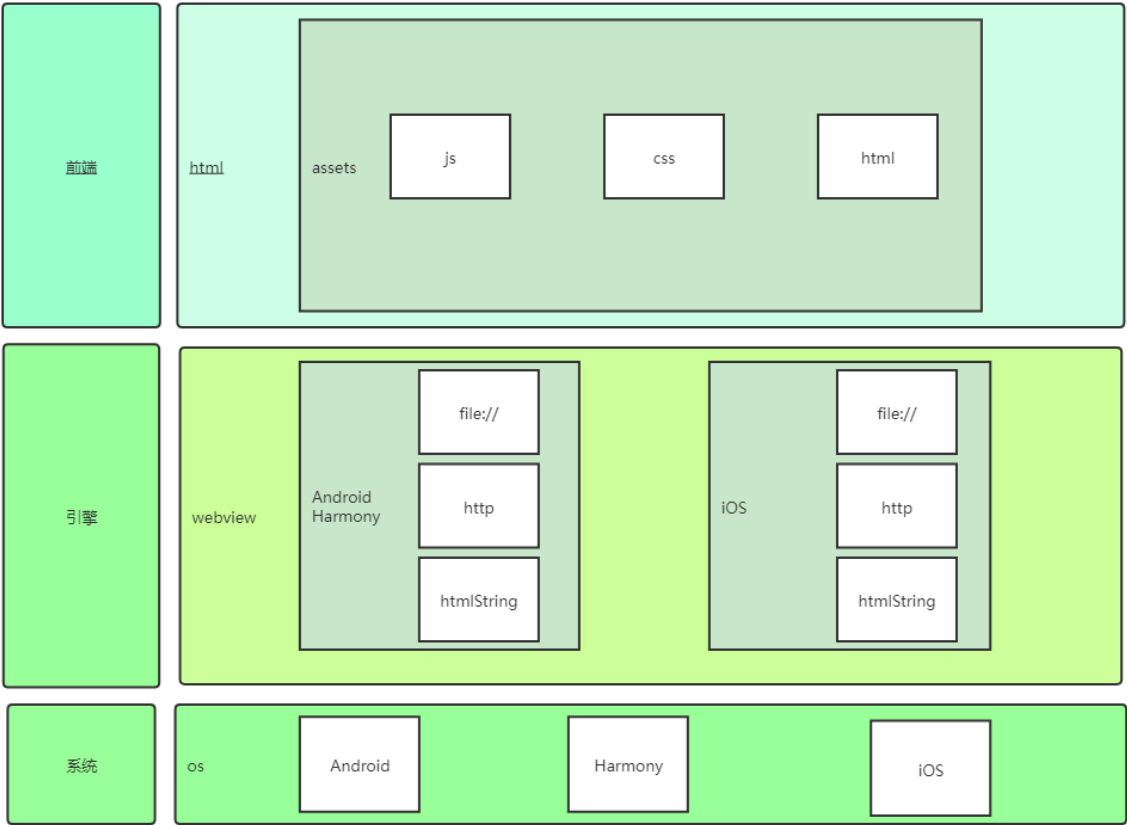 前端
html
assets
js
css
html
引擎
webview
Android
Harmony
file://
http
htmlString
iOS
file://
http
htmlString
系统
os
Android
Harmony
iOS